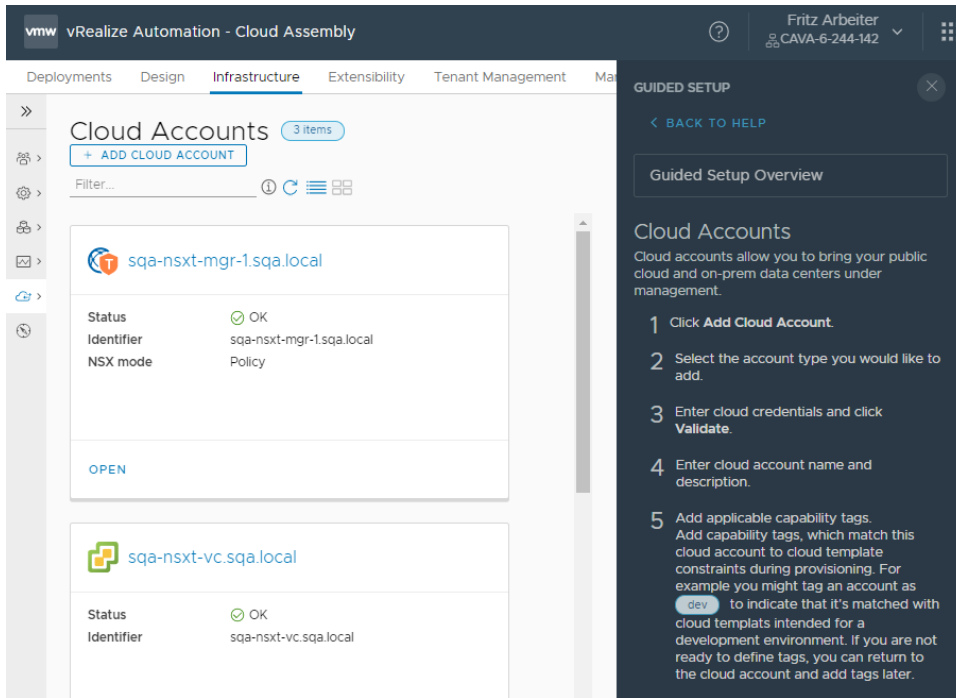 vmw vRealize Automation - Cloud Assembly
Fritz Arbeiter
CAVA-6-244-142
Deployments Design Infrastructure Extensibility Tenant Management Mar
Cloud Accounts 3 items
+ ADD CLOUD ACCOUNT
Filter...
sqa-nsxt-mgr-1.sqa.local
Status OK
Identifier sqa-nsxt-mgr-1.sqa.local
NSX mode Policy
OPEN
sqa-nsxt-vc.sqa.local
Status OK
Identifier sqa-nsxt-vc.sqa.local
GUIDED SETUP
BACK TO HELP
Guided Setup Overview
Cloud Accounts
Cloud accounts allow you to bring your public
cloud and on-prem data centers under
management.
1 Click Add Cloud Account.
2 Select the account type you would like to
add.
3 Enter cloud credentials and click
Validate.
4 Enter cloud account name and
description.
5 Add applicable capability tags.
Add capability tags, which match this
cloud account to cloud template
constraints during provisioning. For
example you might tag an account as
dev to indicate that it's matched with
cloud templats intended for a
development environment. If you are not
ready to define tags, you can return to
the cloud account and add tags later.